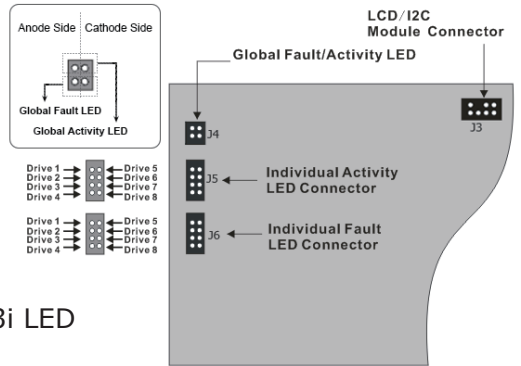 Anode Side Cathode Side
Global Fault LED
Global Activity LED
LCD/I2C
Module Connector
Global Fault/Activity LED
J3
J4
Drive 1 Drive 5
Drive 2 Drive 6
Drive 3 Drive 7
Drive 4 Drive 8
J5
Individual Activity
LED Connector
Drive 1 Drive 5
Drive 2 Drive 6
Drive 3 Drive 7
Drive 4 Drive 8
J6
Individual Fault
LED Connector
LED